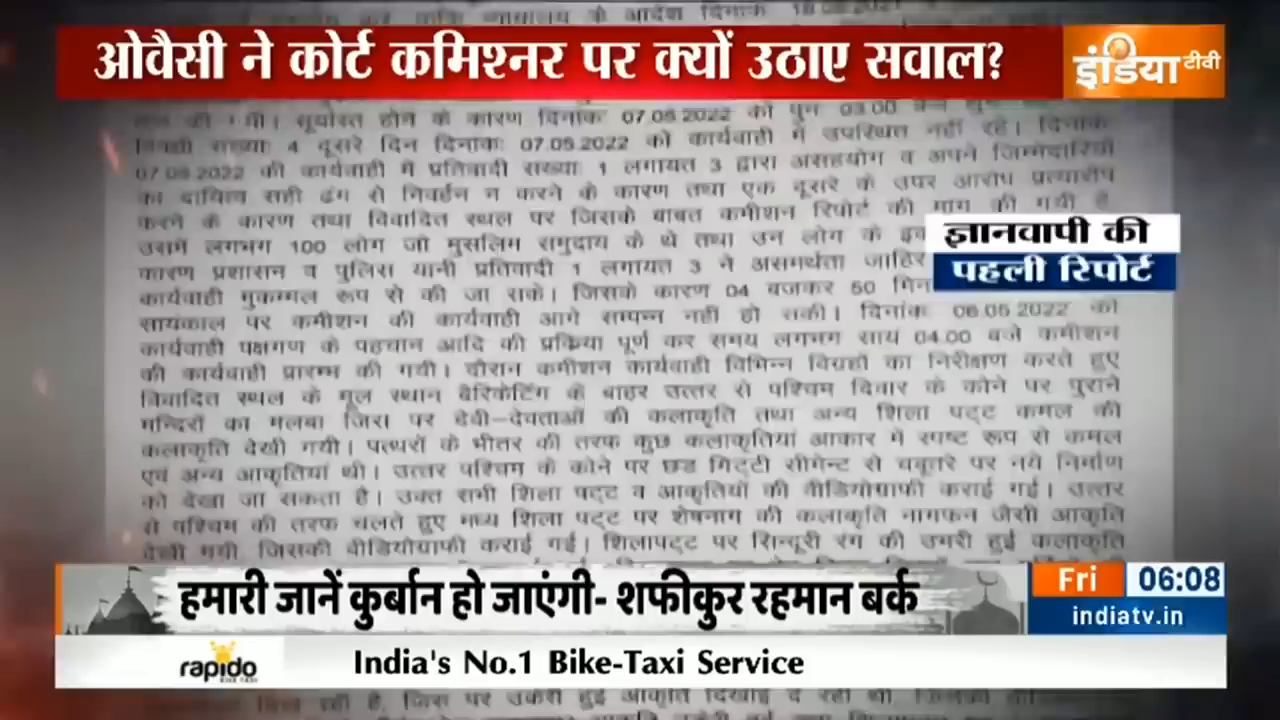 ओवैसी ने कोर्ट कमिश्नर पर क्यों उठाए सवाल?
इंडिया टीवी
सूर्यास्त होने के कारण दिनांक 07.05.2022 को पुनः 03.00
संख्या 4 दूसरे दिन दिनांक 07.05.2022 को कार्यवाही में उपस्थित नहीं रहे। दिनांक
07.05.2022 की कार्यवाही में प्रतिवादी संख्या 1 लगायत 3 द्वारा असहयोग व अपने जिम्मेदारियों
का दायित्व सही ढंग से निवर्हन न करने के कारण तथा एक दूसरे के उपर आरोप प्रत्यारोप
करने के कारण तथा विवादित स्थल पर जिसके बाबत कमीशन रिपोर्ट की मांग की गयी है
उसमें लगभग 100 लोग जो मुसलिम समुदाय के थे तथा उन लोग के
कारण प्रशासन व पुलिस यानी प्रतिवादी 1 लगायत 3 ने असमर्थता जाहिर
कार्यवाही मुकम्मल रूप से की जा सके। जिसके कारण 04 बजकर 50
सायंकाल पर कमीशन की कार्यवाही आगे सम्पन्न नहीं हो सकी। दिनांक 06.05.2022 को
कार्यवाही पक्षगण के पहचान आदि की प्रक्रिया पूर्ण कर समय लगभग सायं 04.00 बजे कमीशन
की कार्यवाही प्रारम्भ की गयी। दौरान कमीशन कार्यवाही विभिन्न विग्रहों का निरीक्षण करते हुए
विवादित स्थल के मूल स्थान बैरिकेटिंग के बाहर उत्तर से पश्चिम दिवार के कोने पर पुराने
मन्दिरों का मलबा जिस पर देवी-देवताओं की कलाकृति तथा अन्य शिला पट्ट कमल की
कलाकृति देखी गयी। पत्थरों के भीतर की तरफ कुछ कलाकृतियां आकार में स्पष्ट रूप से कमल
एवं अन्य आकृतियां थी। उत्तर पश्चिम के कोने पर छड गिट्टी सीमेन्ट से चबूतरे पर नये निर्माण
को देखा जा सकता है। उक्त सभी शिला पट्ट व आकृतियों की वीडियोग्राफी कराई गई। उत्तर
से पश्चिम की तरफ चलते हुए मध्य शिला पट्ट पर शेषनाग की कलाकृति नागफन जैसी आकृति
देखी गयी, जिसकी वीडियोग्राफी कराई गई। शिलापट्ट पर सिन्दूरी रंग की उभरी हुई कलाकृति
ज्ञानवापी की
पहली रिपोर्ट
हमारी जानें कुर्बान हो जाएंगी- शफीकुर रहमान बर्क
Fri 06:08
indiatv.in
rapido
BIKE TAXI
India's No.1 Bike-Taxi Service
जिस पर उकरी हुई आकृति दिखाई दे रही थी